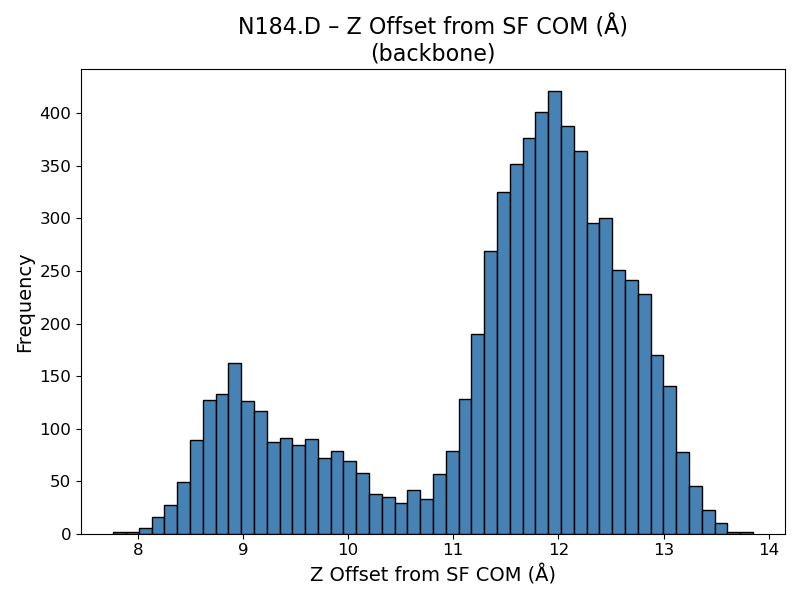 N184.D – Z Offset from SF COM (Å)
(backbone)
Frequency
400
350
300
250
200
150
100
50
0
8 9 10 11 12 13 14
Z Offset from SF COM (Å)